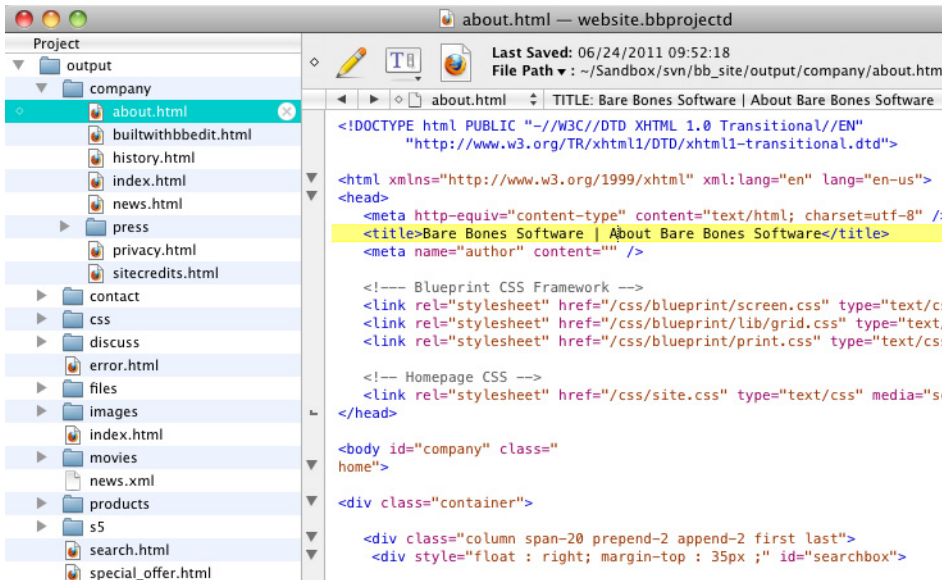 about.html — website.bbprojectd
Project
output
company
about.html
builtwithbbedit.html
history.html
index.html
news.html
press
privacy.html
sitecredits.html
contact
css
discuss
error.html
files
images
index.html
movies
news.xml
products
s5
search.html
special_offer.html
T
Last Saved: 06/24/2011 09:52:18
File Path ▾ : ~/Sandbox/svn/bb_site/output/company/about.htm
about.html TITLE: Bare Bones Software | About Bare Bones Software
<!DOCTYPE html PUBLIC "-//W3C//DTD XHTML 1.0 Transitional//EN"
"http://www.w3.org/TR/xhtml1/DTD/xhtml1-transitional.dtd">
<html xmlns="http://www.w3.org/1999/xhtml" xml:lang="en" lang="en-us">
<head>
<meta http-equiv="content-type" content="text/html; charset=utf-8" />
<title>Bare Bones Software | About Bare Bones Software</title>
<meta name="author" content="" />
<!--- Blueprint CSS Framework -->
<link rel="stylesheet" href="/css/blueprint/screen.css" type="text/cs
<link rel="stylesheet" href="/css/blueprint/lib/grid.css" type="text/
<link rel="stylesheet" href="/css/blueprint/print.css" type="text/css
<!-- Homepage CSS -->
<link rel="stylesheet" href="/css/site.css" type="text/css" media="sc
</head>
<body id="company" class="
home">
<div class="container">
<div class="column span-20 prepend-2 append-2 first last">
<div style="float : right; margin-top : 35px ;" id="searchbox">